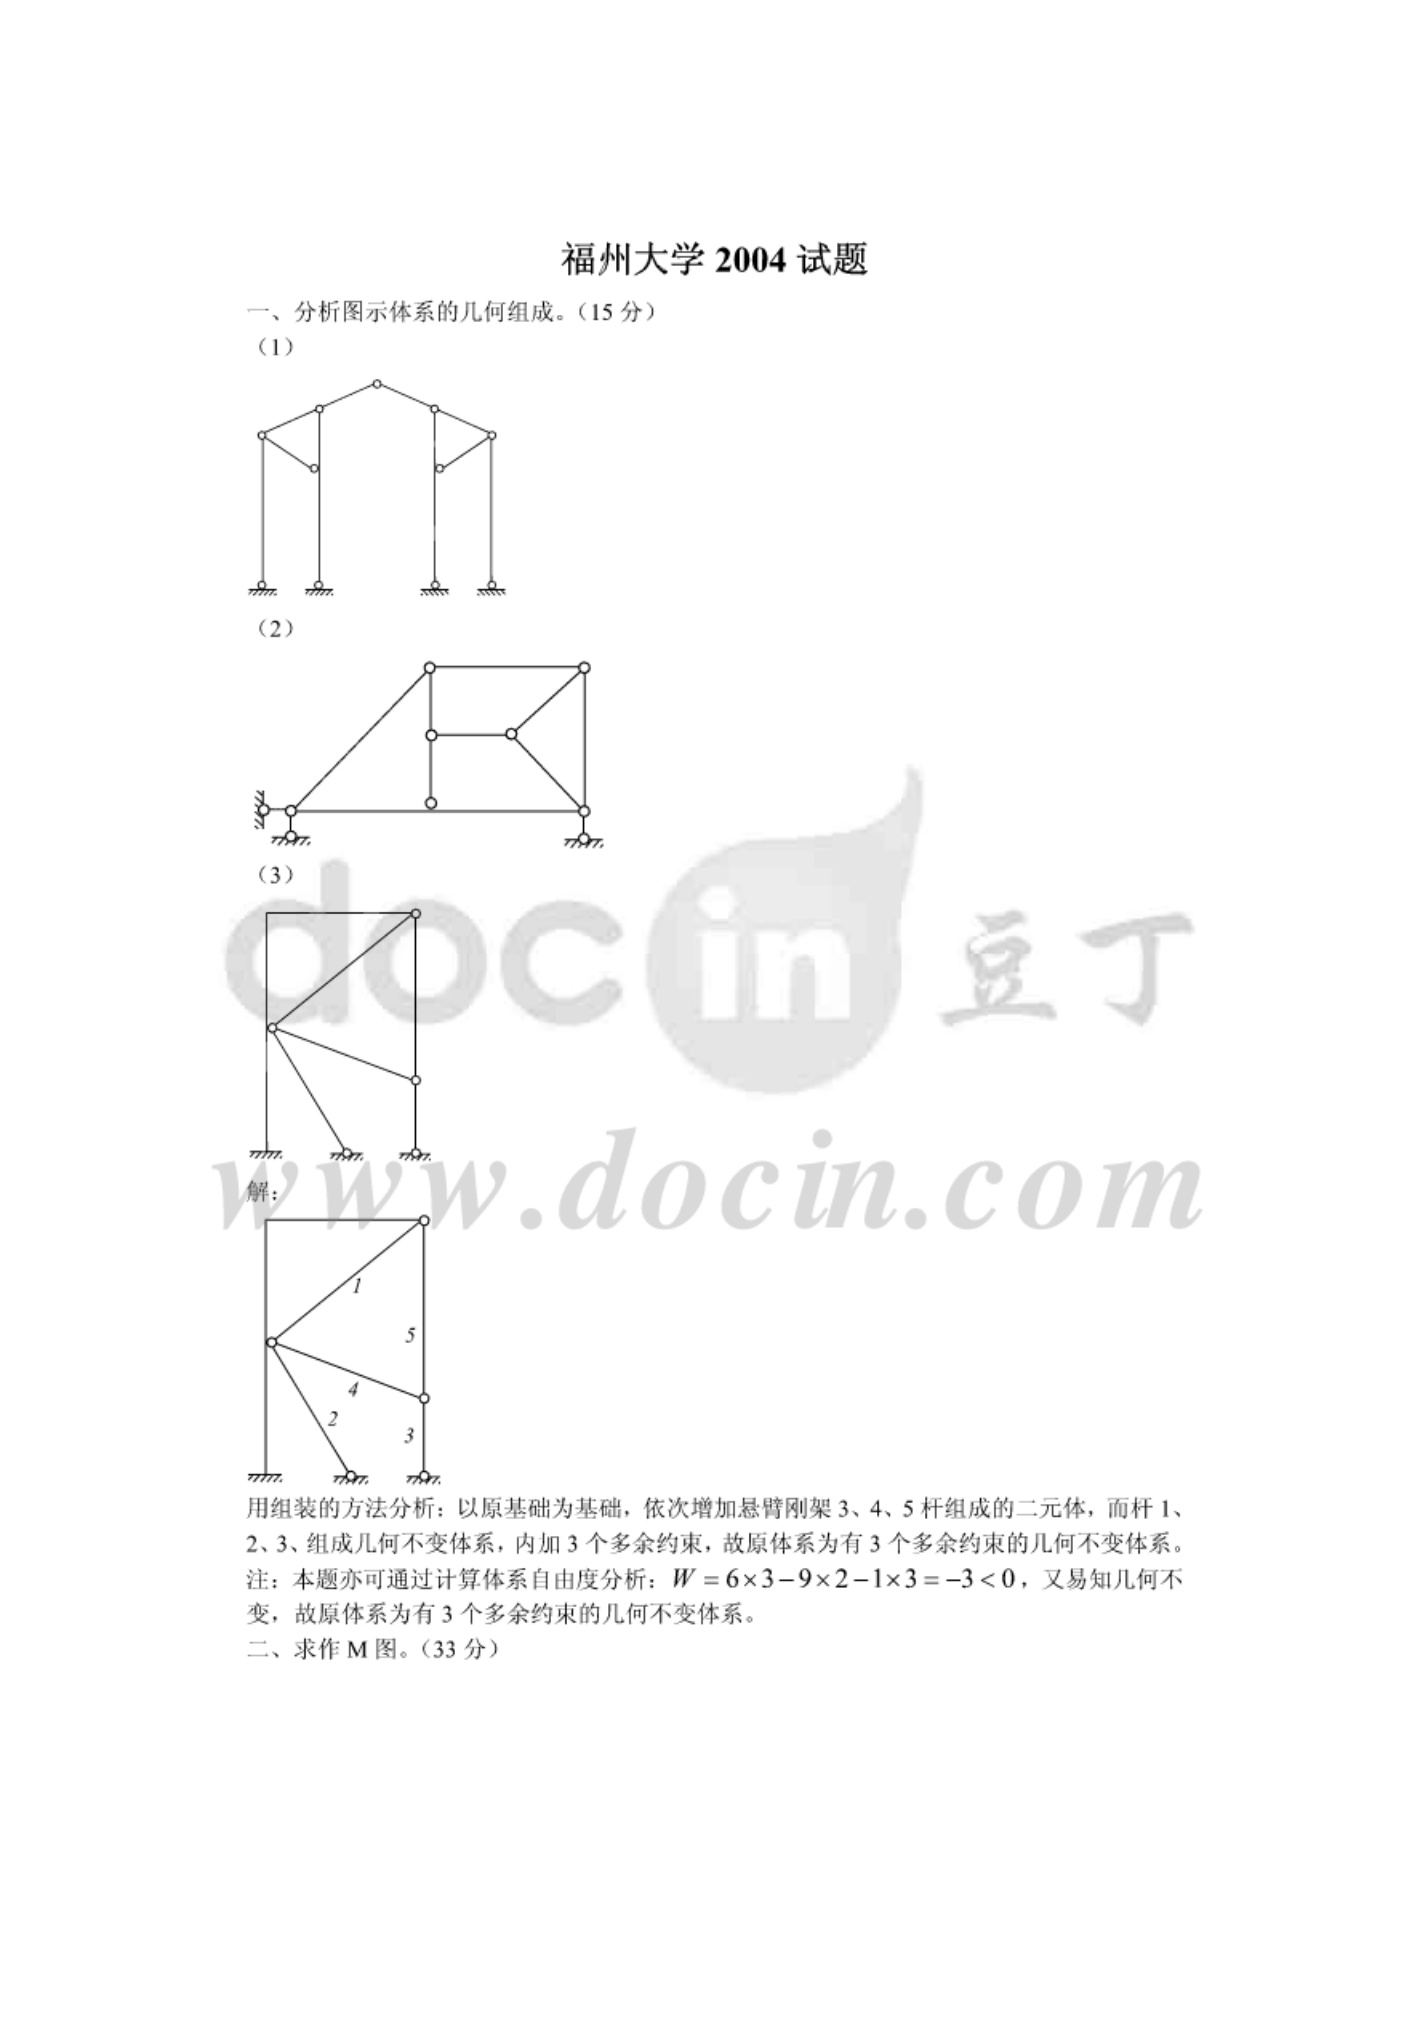 福州大学 2004 试题
一、分析图示体系的几何组成。（15 分）
（1）
（2）
（3）
docin 豆丁
www.docin.com
解：
1
5
4
2
3
用组装的方法分析：以原基础为基础，依次增加悬臂刚架 3、4、5 杆组成的二元体，而杆 1、
2、3、组成几何不变体系，内加 3 个多余约束，故原体系为有 3 个多余约束的几何不变体系。
注：本题亦可通过计算体系自由度分析：W = 6×3−9×2−1×3 = −3 < 0，又易知几何不
变，故原体系为有 3 个多余约束的几何不变体系。
二、求作 M 图。（33 分）